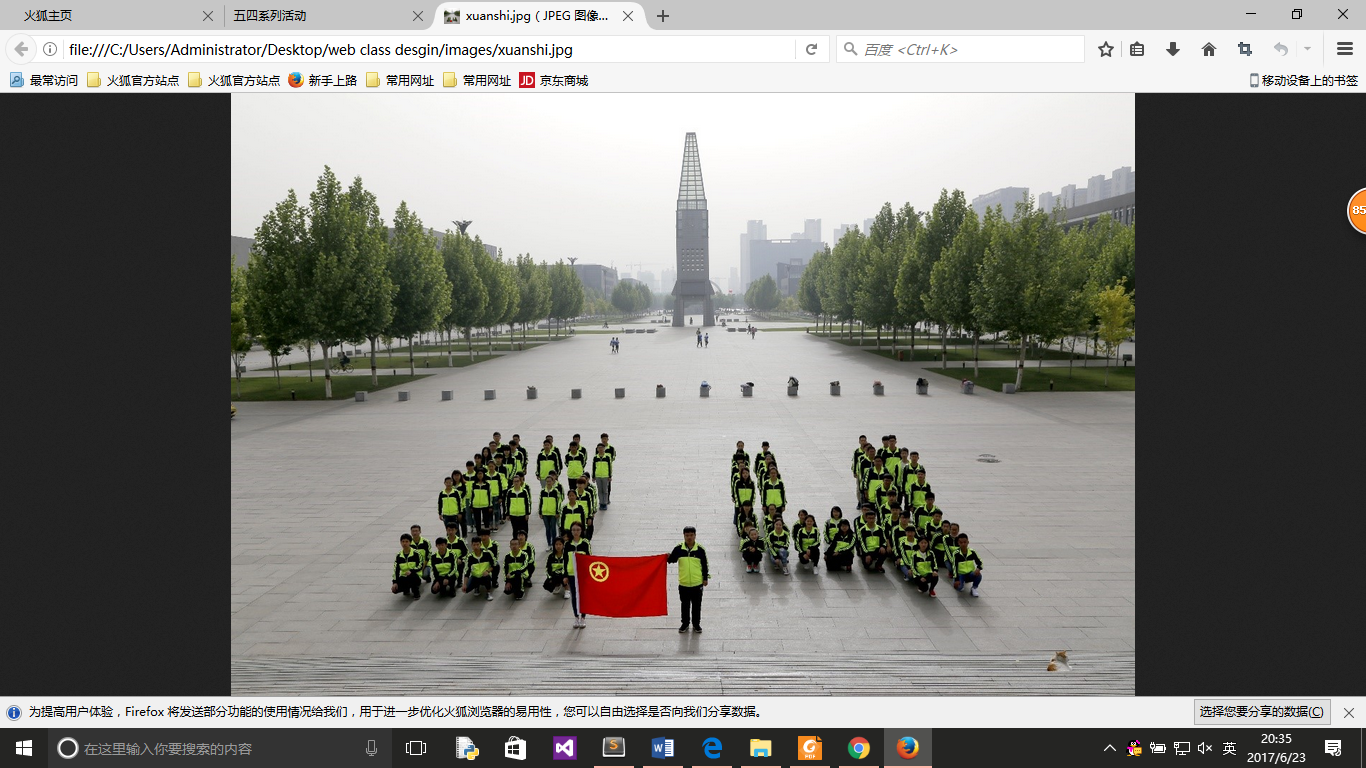 火狐主页
五四系列活动
xuanshi.jpg ( JPEG 图像...
file:///C:/Users/Administrator/Desktop/web class desgin/images/xuanshi.jpg
百度 <Ctrl+K>
最常访问
火狐官方站点
火狐官方站点
新手上路
常用网址
常用网址
JD
京东商城
移动设备上的书签
85
为提高用户体验，Firefox 将发送部分功能的使用情况给我们，用于进一步优化火狐浏览器的易用性，您可以自由选择是否向我们分享数据。
选择您要分享的数据(C)
在这里输入你要搜索的内容
S
W
PDF
英
20:35
2017/6/23